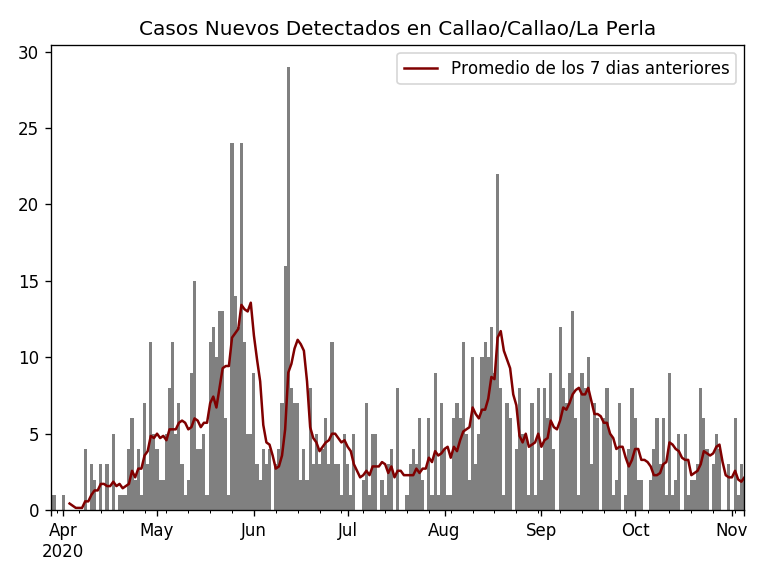 Casos Nuevos Detectados en Callao/Callao/La Perla
Promedio de los 7 dias anteriores
30
25
20
15
10
5
0
Apr May Jun Jul Aug Sep Oct Nov
2020